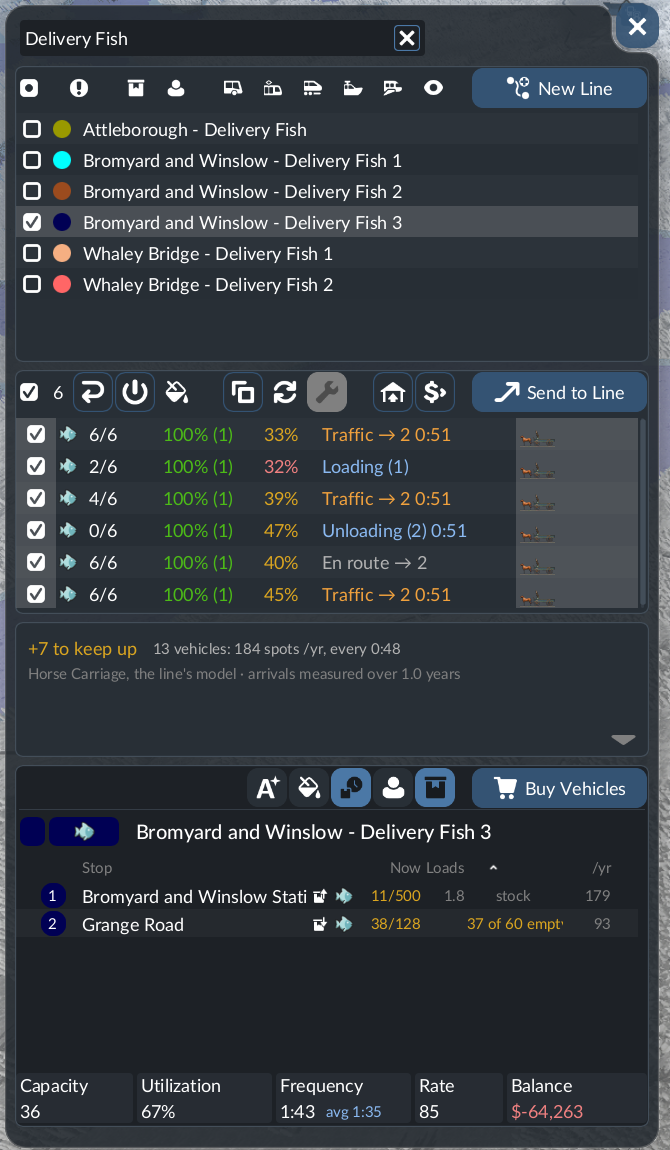 Delivery Fish
New Line
Attleborough - Delivery Fish
Bromyard and Winslow - Delivery Fish 1
Bromyard and Winslow - Delivery Fish 2
Bromyard and Winslow - Delivery Fish 3
Whaley Bridge - Delivery Fish 1
Whaley Bridge - Delivery Fish 2
6 Send to Line
6/6 100% (1) 33% Traffic → 2 0:51
2/6 100% (1) 32% Loading (1)
4/6 100% (1) 39% Traffic → 2 0:51
0/6 100% (1) 47% Unloading (2) 0:51
6/6 100% (1) 40% En route → 2
6/6 100% (1) 45% Traffic → 2 0:51
+7 to keep up 13 vehicles: 184 spots /yr, every 0:48
Horse Carriage, the line's model · arrivals measured over 1.0 years
A+ Buy Vehicles
Bromyard and Winslow - Delivery Fish 3
Stop Now Loads /yr
1 Bromyard and Winslow Stati 11/500 1.8 stock 179
2 Grange Road 38/128 37 of 60 empty 93
Capacity Utilization Frequency Rate Balance
36 67% 1:43 avg 1:35 85 $-64,263